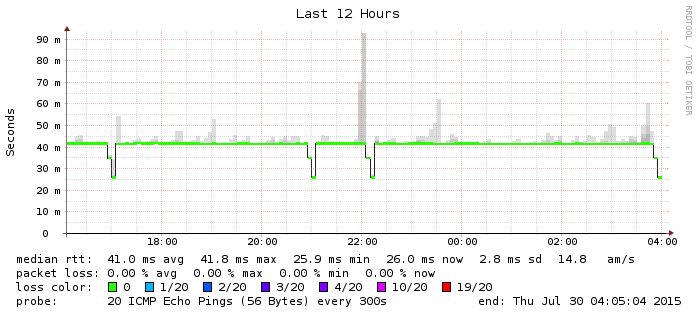 Last 12 Hours
RRDTOOL / TOBI OETIKER
Seconds
90 m
80 m
70 m
60 m
50 m
40 m
30 m
20 m
10 m
0
18:00 20:00 22:00 00:00 02:00 04:00
median rtt: 41.0 ms avg 41.8 ms max 25.9 ms min 26.0 ms now 2.8 ms sd 14.8 am/s
packet loss: 0.00 % avg 0.00 % max 0.00 % min 0.00 % now
loss color: 0 1/20 2/20 3/20 4/20 10/20 19/20
probe: 20 ICMP Echo Pings (56 Bytes) every 300s end: Thu Jul 30 04:05:04 2015